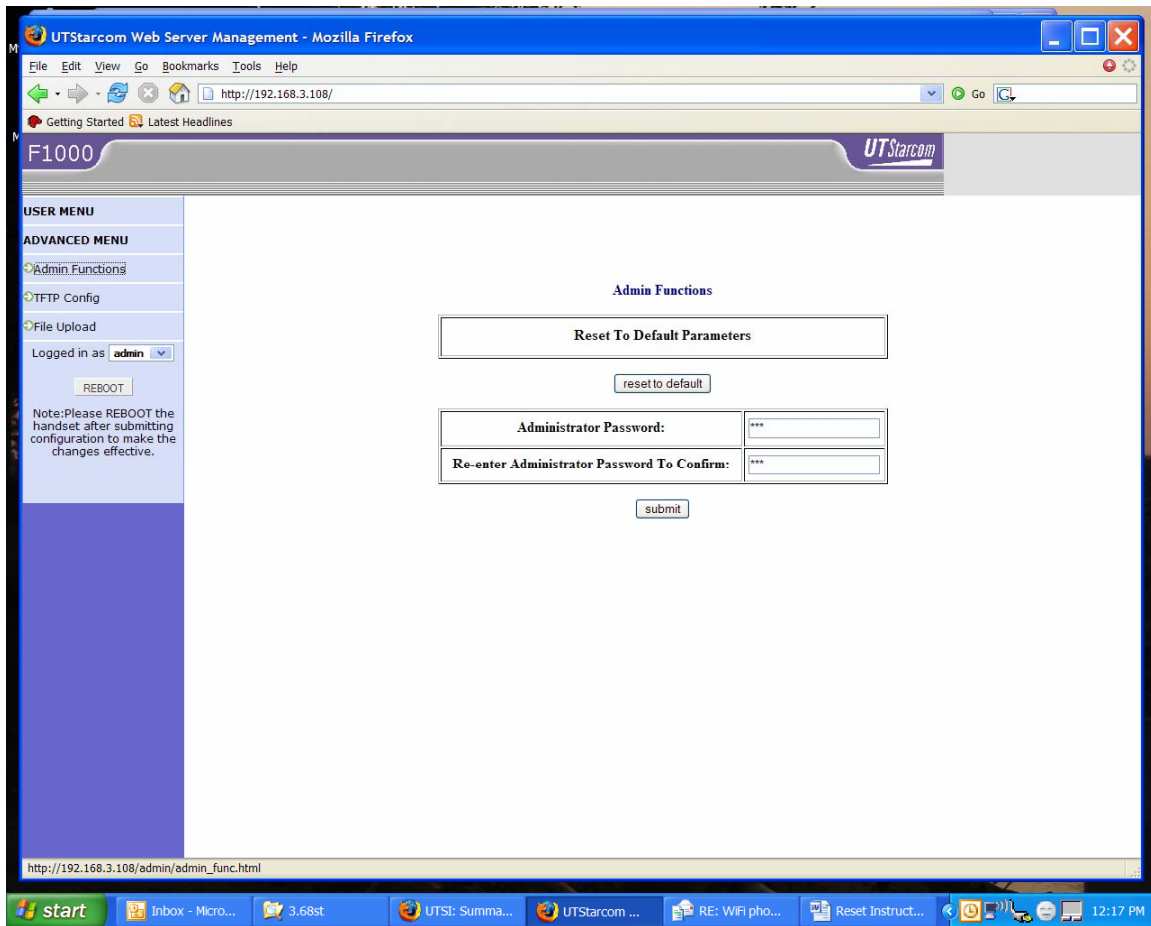 UTStarcom Web Server Management - Mozilla Firefox
File Edit View Go Bookmarks Tools Help
http://192.168.3.108/
Go
G
Getting Started Latest Headlines
F1000
UTStarcom
USER MENU
ADVANCED MENU
Admin Functions
TFTP Config
File Upload
Logged in as admin
REBOOT
Note:Please REBOOT the
handset after submitting
configuration to make the
changes effective.
Admin Functions
Reset To Default Parameters
reset to default
Administrator Password: ***
Re-enter Administrator Password To Confirm: ***
submit
http://192.168.3.108/admin/admin_func.html
start
Inbox - Micro...
3.68st
UTSI: Summa...
UTStarcom ...
RE: WiFi pho...
Reset Instruct...
12:17 PM